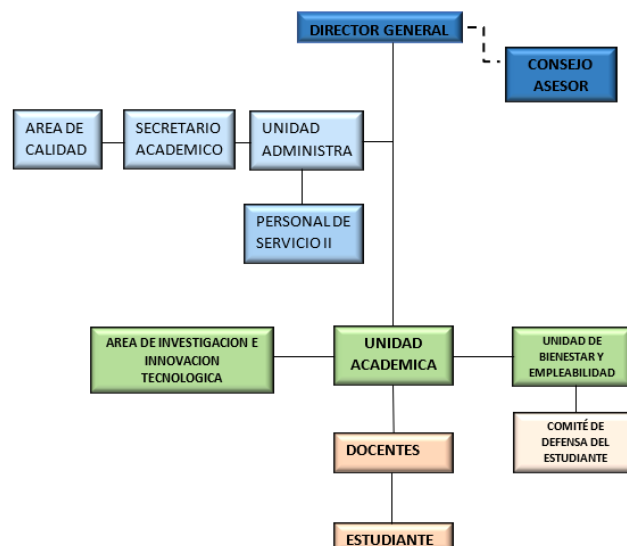 DIRECTOR GENERAL
CONSEJO
ASESOR
AREA DE
CALIDAD
SECRETARIO
ACADEMICO
UNIDAD
ADMINISTRA
PERSONAL DE
SERVICIO II
AREA DE INVESTIGACION E
INNOVACION
TECNOLOGICA
UNIDAD
ACADEMICA
UNIDAD DE
BIENESTAR Y
EMPLEABILIDAD
COMITÉ DE
DEFENSA DEL
ESTUDIANTE
DOCENTES
ESTUDIANTE